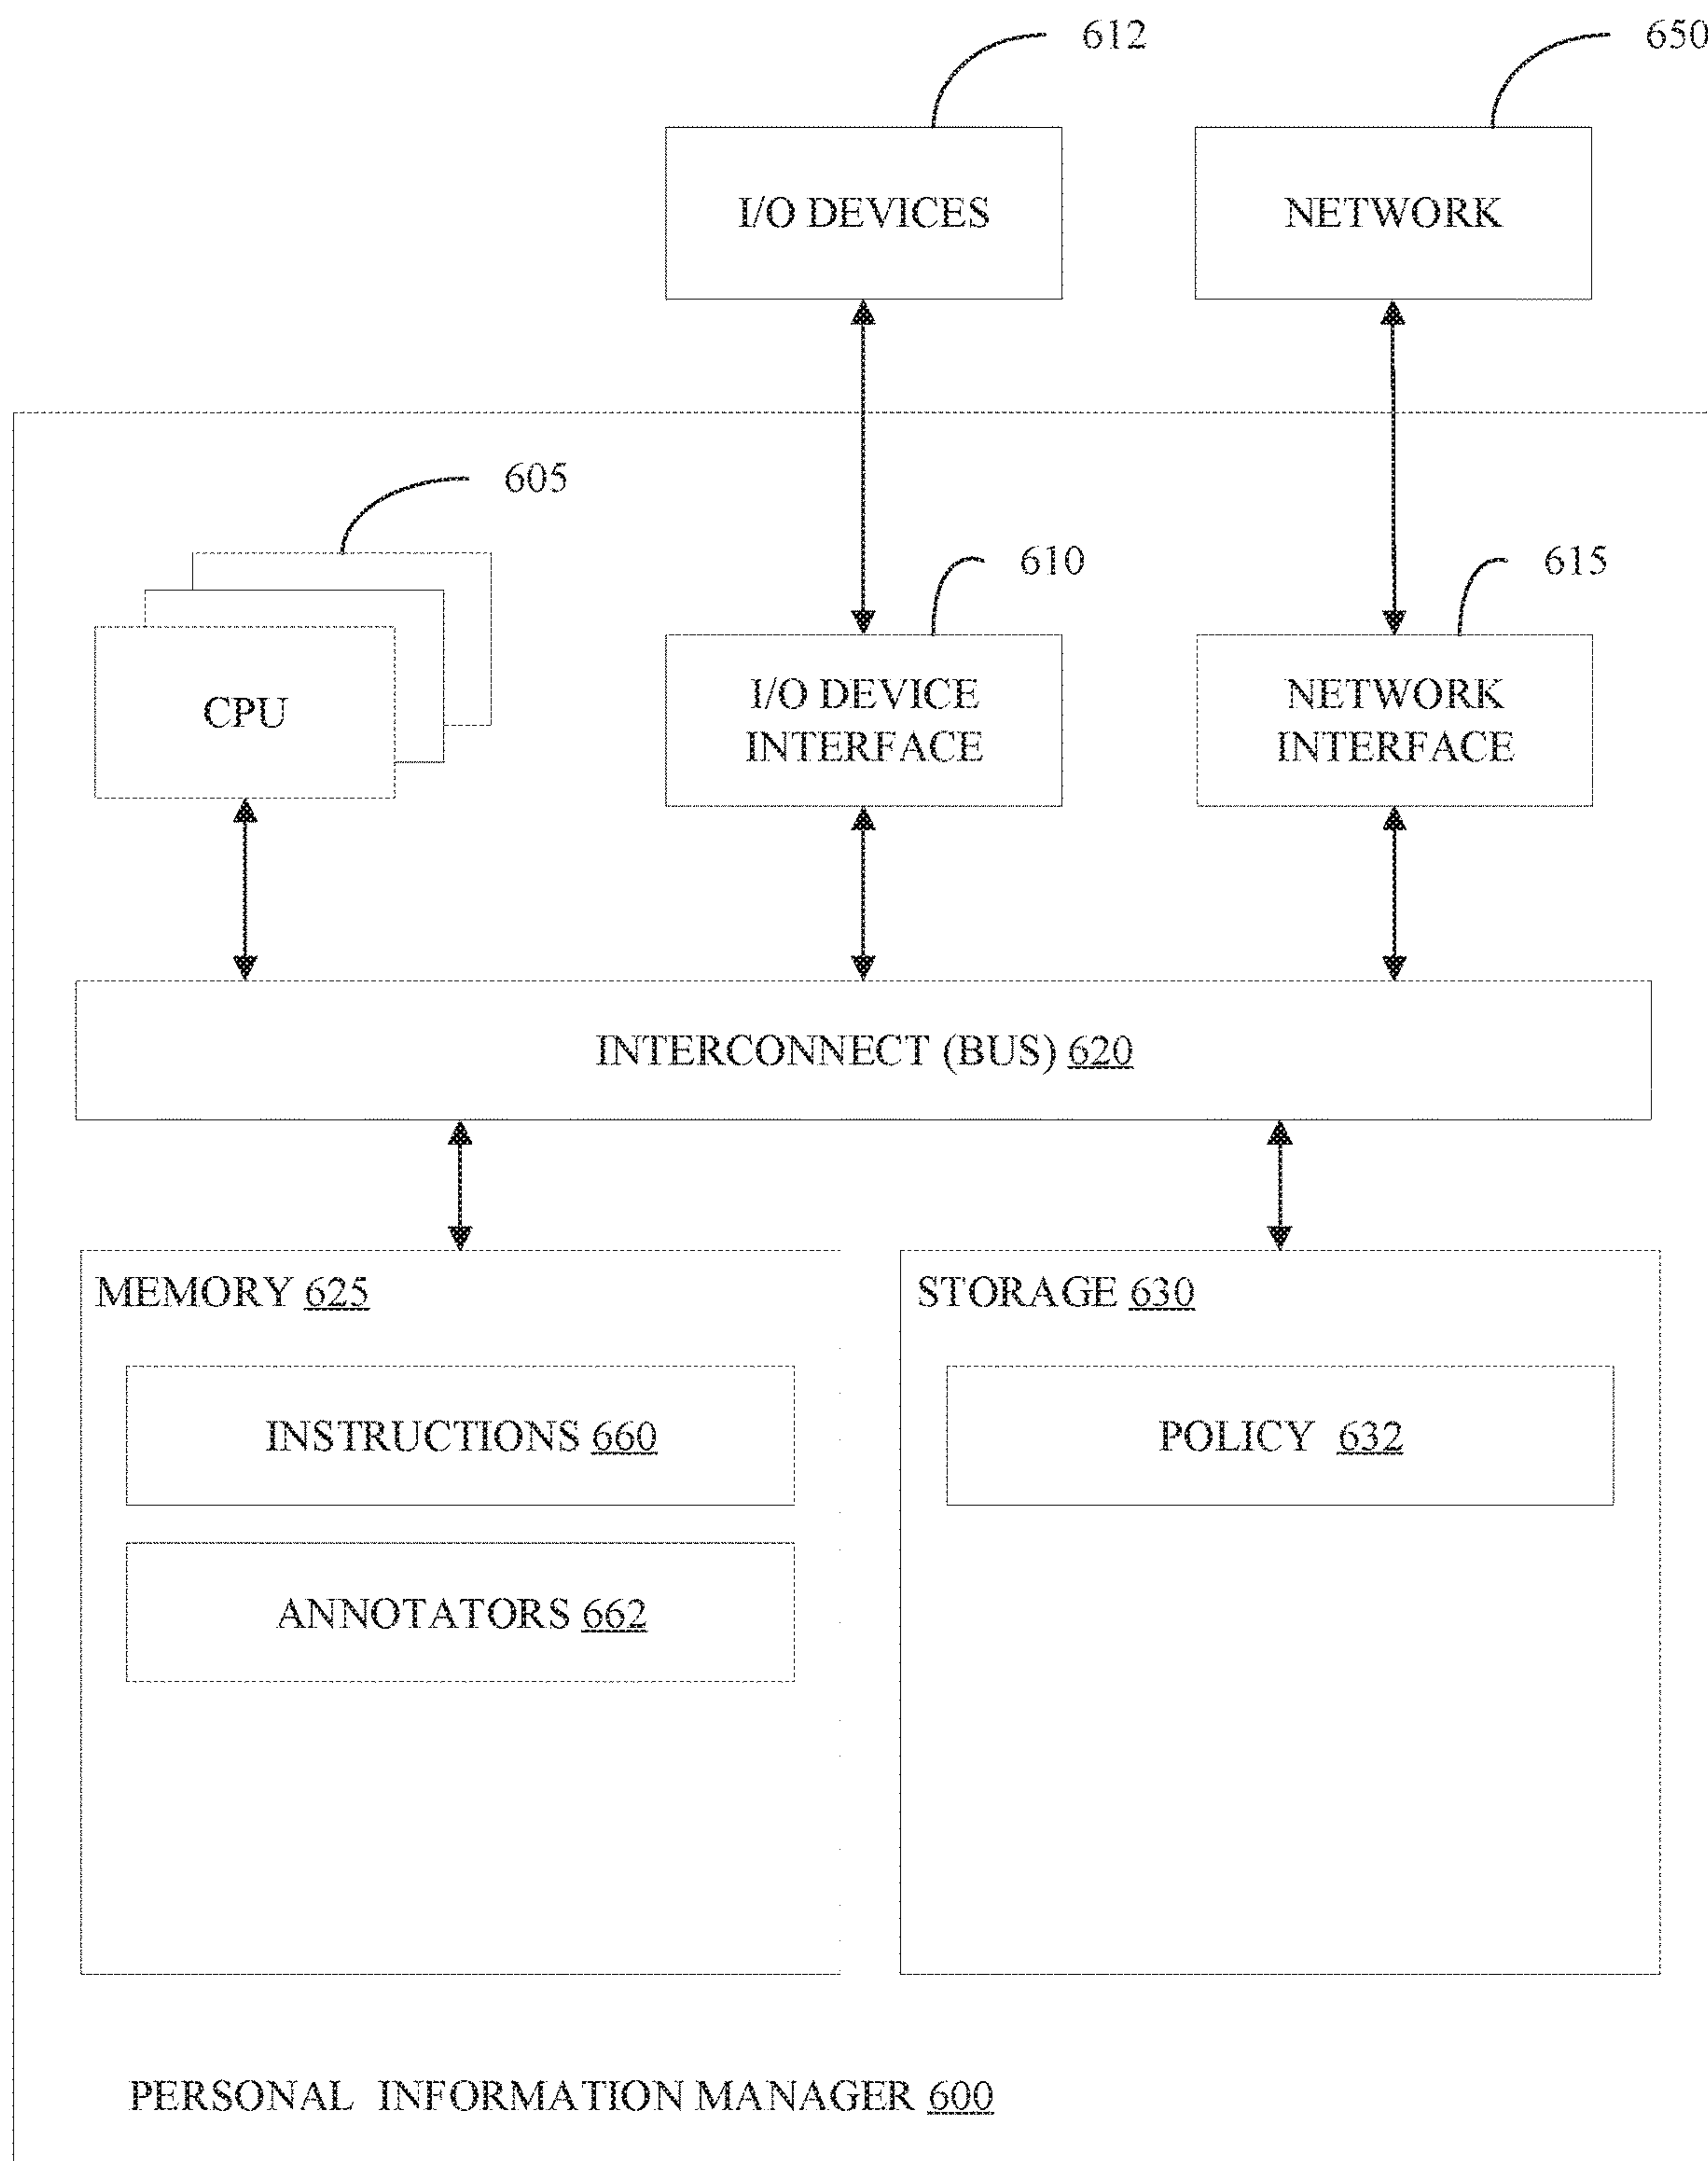 612
650
I/O DEVICES
NETWORK
605
610
615
CPU
I/O DEVICE
INTERFACE
NETWORK
INTERFACE
INTERCONNECT (BUS) 620
MEMORY 625
STORAGE 630
INSTRUCTIONS 660
POLICY 632
ANNOTATORS 662
PERSONAL INFORMATION MANAGER 600